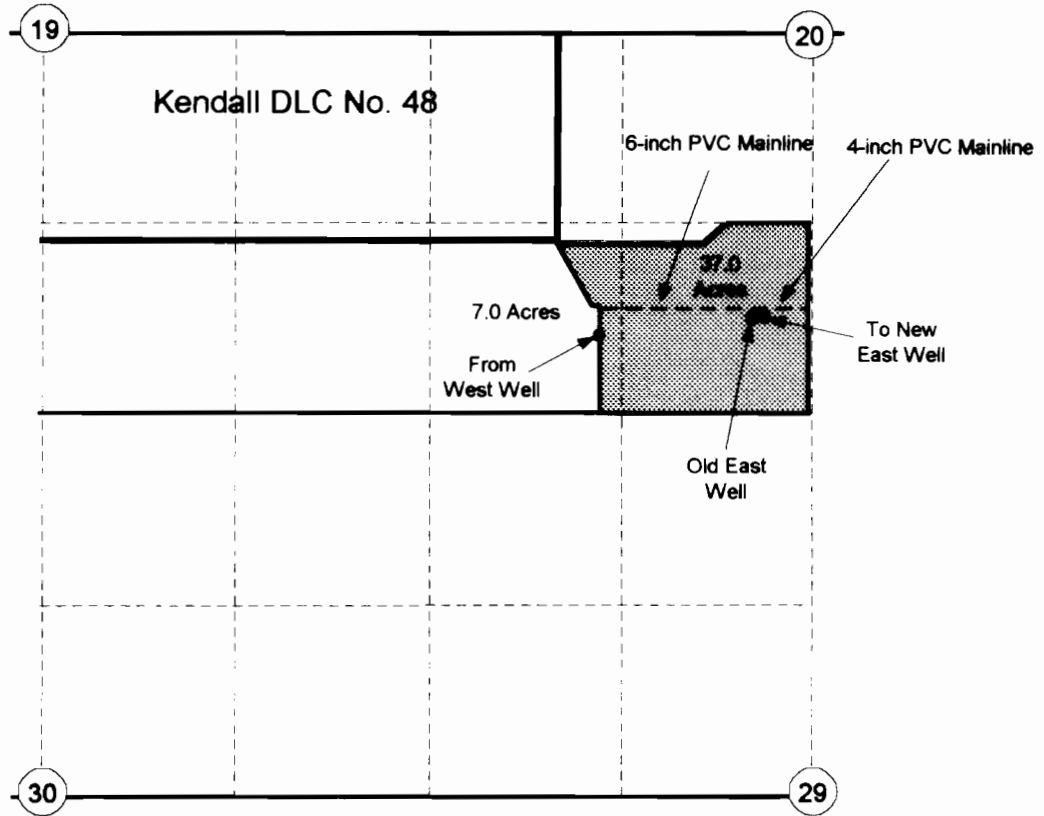 19
20
Kendall DLC No. 48
6-inch PVC Mainline
4-inch PVC Mainline
37.0
Acres
7.0 Acres
To New
East Well
From
West Well
Old East
Well
30
29